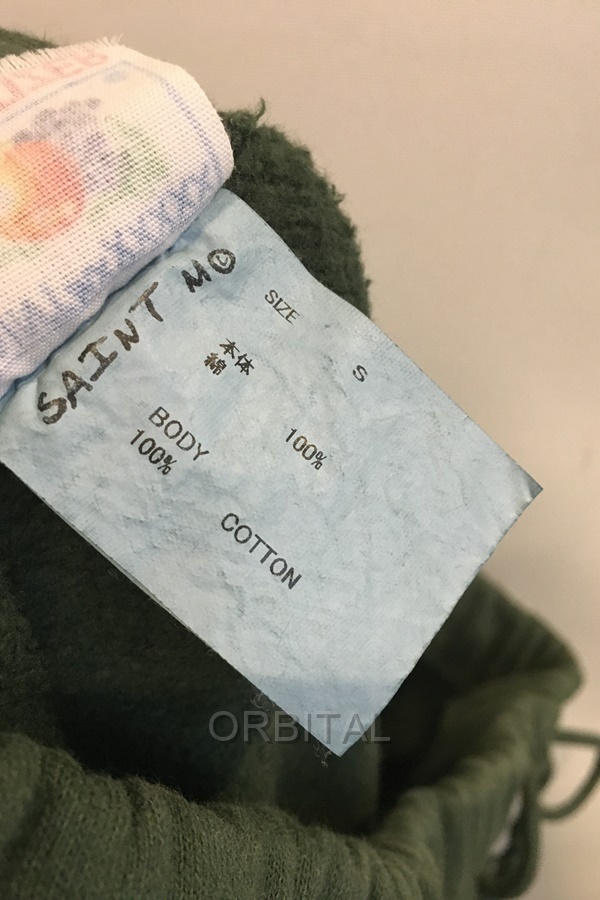 SAINT M
SIZE
S
本体
綿
100%
BODY
100%
COTTON
ORBITAL